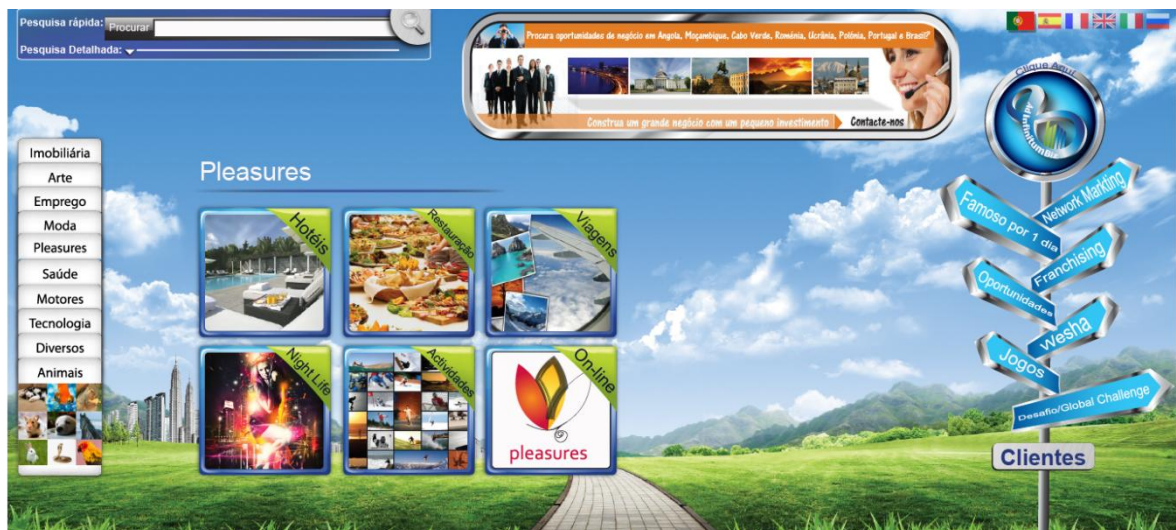 Pesquisa rápida:
Procurar
Pesquisa Detalhada:
Procura oportunidades de negócio em Angola, Moçambique, Cabo Verde, Roménia, Ucrânia, Polónia, Portugal e Brasil?
Construa um grande negócio com um pequeno investimento
Contacte-nos
Clique Aqui
AdInfinitumBiz
Imobiliária
Arte
Emprego
Moda
Pleasures
Saúde
Motores
Tecnologia
Diversos
Animais
Pleasures
Hotéis
Restauração
Viagens
Night Life
Actividades
On-line
pleasures
Network Markting
Famoso por 1 dia
Franchising
Oportunidades
Wesha
Jogos
Desafio/Global Challenge
Clientes